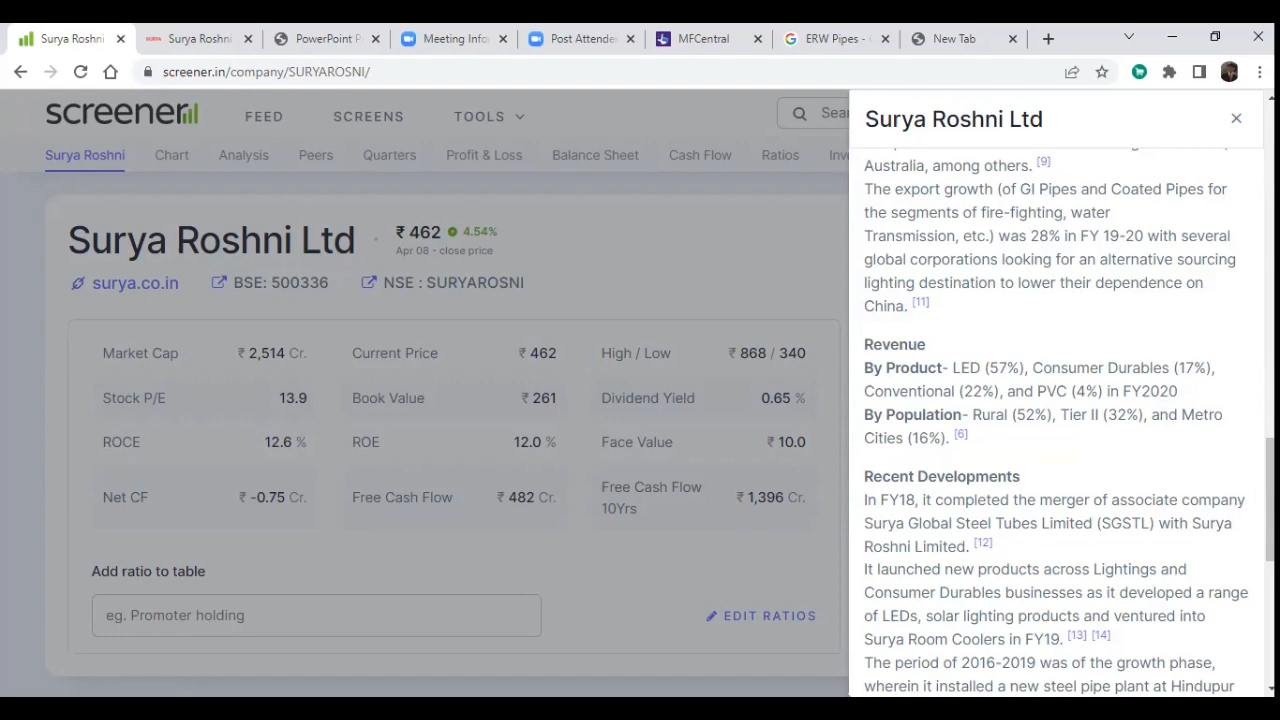 Surya Roshni
Surya Roshni
PowerPoint P
Meeting Info
Post Attende
MFCentral
ERW Pipes -
New Tab
screener.in/company/SURYAROSNI/
screener
FEED
SCREENS
TOOLS
Sear
Surya Roshni
Chart
Analysis
Peers
Quarters
Profit & Loss
Balance Sheet
Cash Flow
Ratios
Inve
Surya Roshni Ltd
₹ 462 4.54%
Apr 08 - close price
surya.co.in
BSE: 500336
NSE : SURYAROSNI
Market Cap ₹ 2,514 Cr.
Current Price ₹ 462
High / Low ₹ 868 / 340
Stock P/E 13.9
Book Value ₹ 261
Dividend Yield 0.65 %
ROCE 12.6 %
ROE 12.0 %
Face Value ₹ 10.0
Net CF ₹ -0.75 Cr.
Free Cash Flow ₹ 482 Cr.
Free Cash Flow
10Yrs
₹ 1,396 Cr.
Add ratio to table
eg. Promoter holding
EDIT RATIOS
Surya Roshni Ltd
Australia, among others. [9]
The export growth (of GI Pipes and Coated Pipes for
the segments of fire-fighting, water
Transmission, etc.) was 28% in FY 19-20 with several
global corporations looking for an alternative sourcing
lighting destination to lower their dependence on
China. [11]
Revenue
By Product- LED (57%), Consumer Durables (17%),
Conventional (22%), and PVC (4%) in FY2020
By Population- Rural (52%), Tier II (32%), and Metro
Cities (16%). [6]
Recent Developments
In FY18, it completed the merger of associate company
Surya Global Steel Tubes Limited (SGSTL) with Surya
Roshni Limited. [12]
It launched new products across Lightings and
Consumer Durables businesses as it developed a range
of LEDs, solar lighting products and ventured into
Surya Room Coolers in FY19. [13] [14]
The period of 2016-2019 was of the growth phase,
wherein it installed a new steel pipe plant at Hindupur